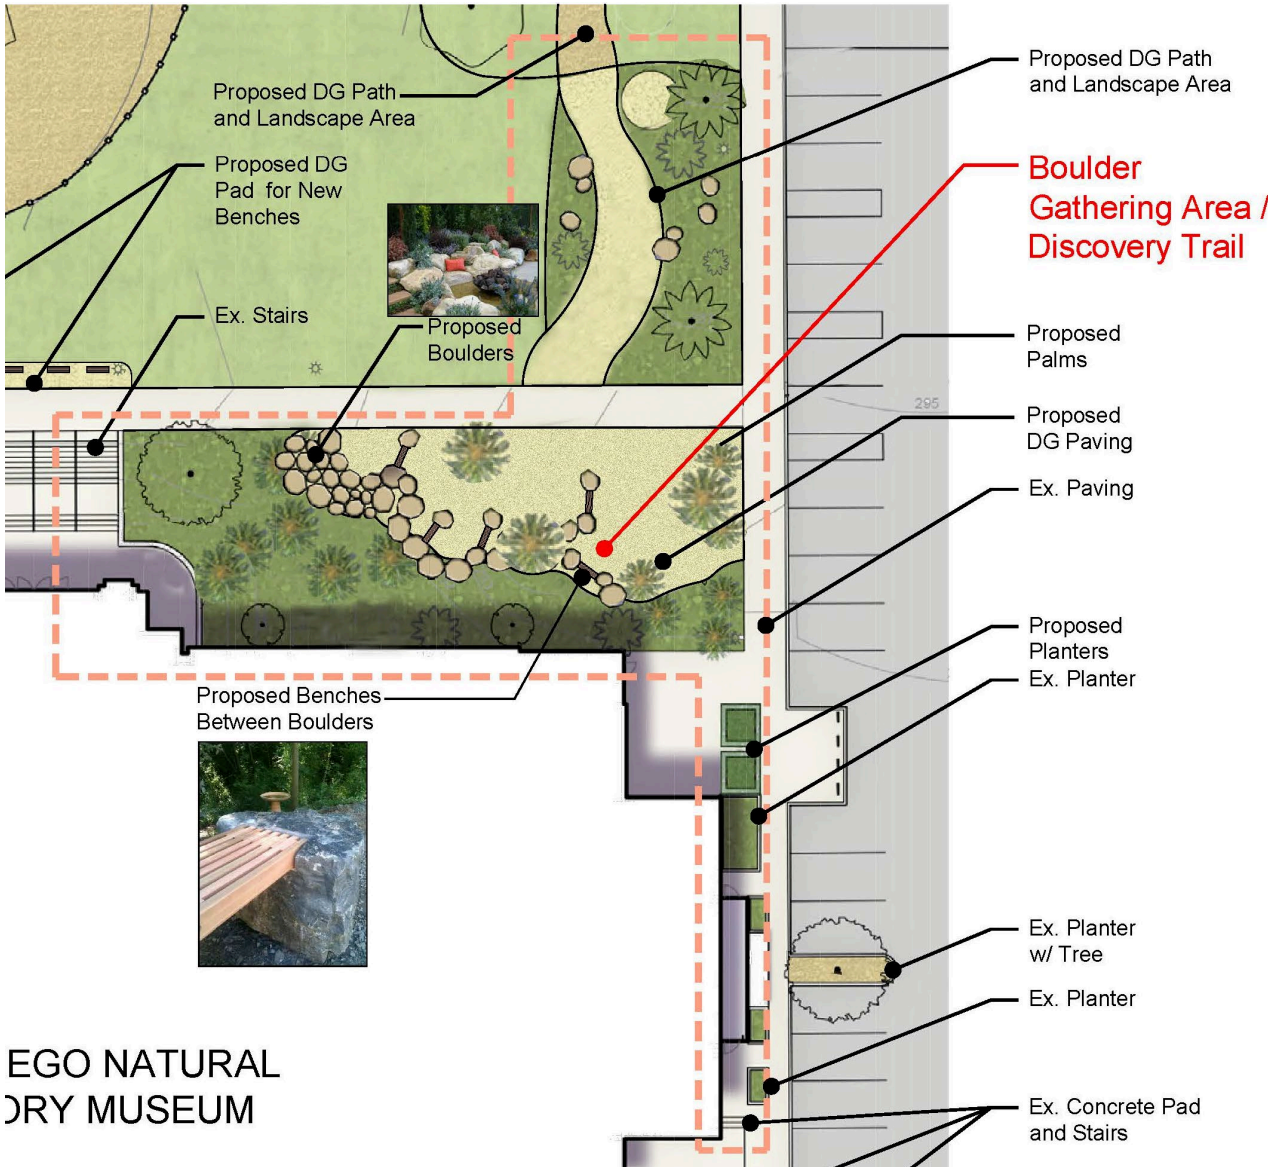 Proposed DG Path
and Landscape Area
Proposed DG
Pad for New
Benches
Ex. Stairs
Proposed
Boulders
Proposed Benches
Between Boulders
EGO NATURAL
ORY MUSEUM
Proposed DG Path
and Landscape Area
Boulder
Gathering Area /
Discovery Trail
Proposed
Palms
295
Proposed
DG Paving
Ex. Paving
Proposed
Planters
Ex. Planter
Ex. Planter
w/ Tree
Ex. Planter
Ex. Concrete Pad
and Stairs